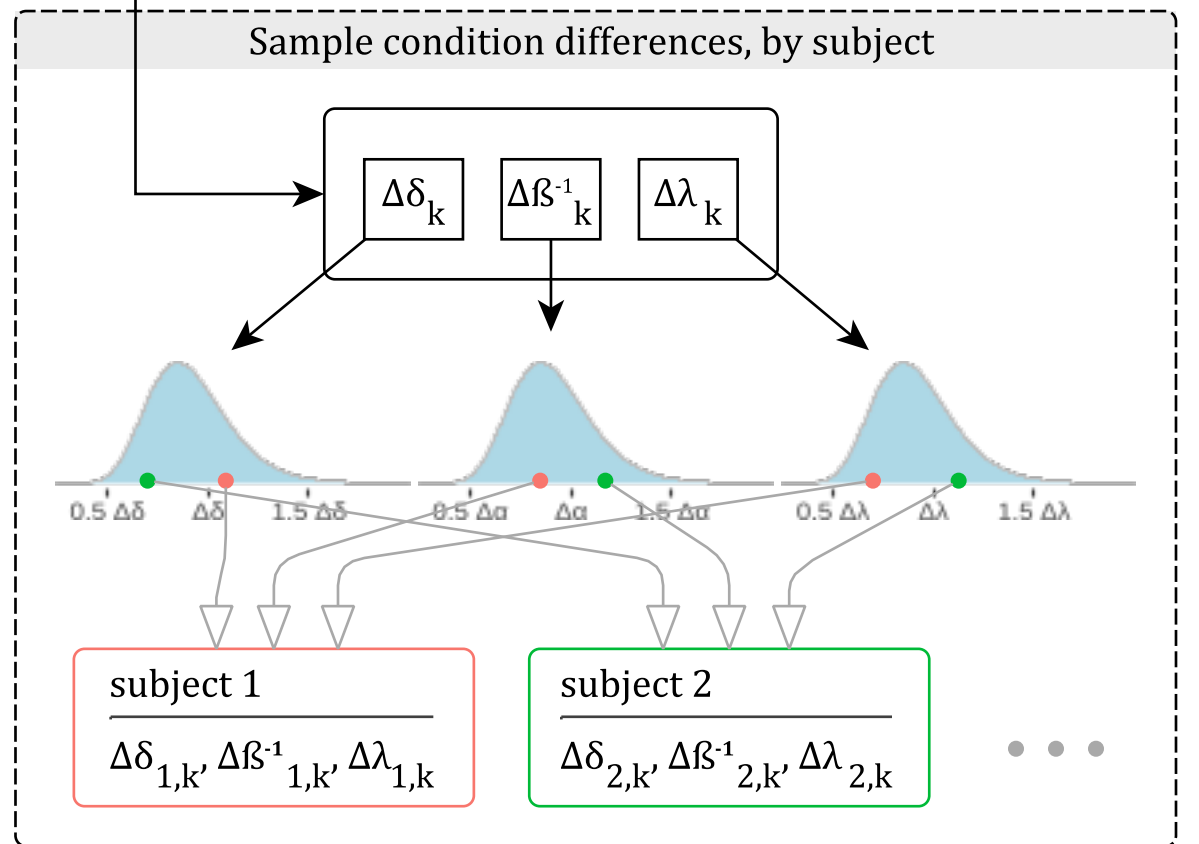 Sample condition differences, by subject
Δδk Δß-1k Δλk
0.5 Δδ Δδ 1.5 Δδ 0.5 Δα Δα 1.5 Δα 0.5 Δλ Δλ 1.5 Δλ
subject 1
Δδ1,k, Δß-11,k, Δλ1,k
subject 2
Δδ2,k, Δß-12,k, Δλ2,k